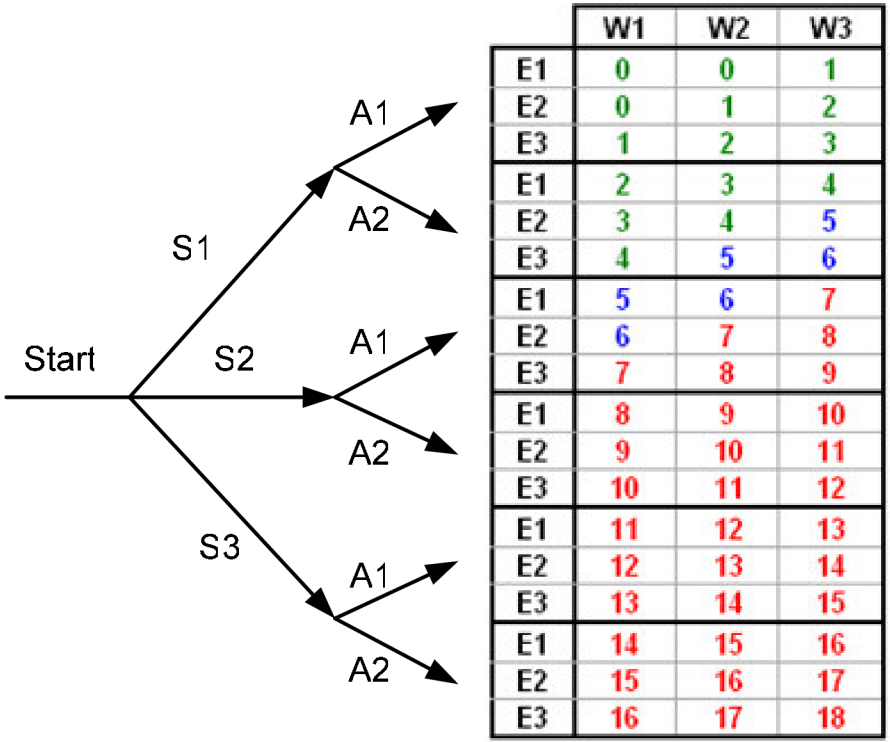 W1 W2 W3
E1 0 0 1
A1 E2 0 1 2
E3 1 2 3
E1 2 3 4
A2 E2 3 4 5
S1
E3 4 5 6
E1 5 6 7
A1 E2 6 7 8
Start S2
E3 7 8 9
E1 8 9 10
A2 E2 9 10 11
E3 10 11 12
E1 11 12 13
S3
A1 E2 12 13 14
E3 13 14 15
E1 14 15 16
A2 E2 15 16 17
E3 16 17 18